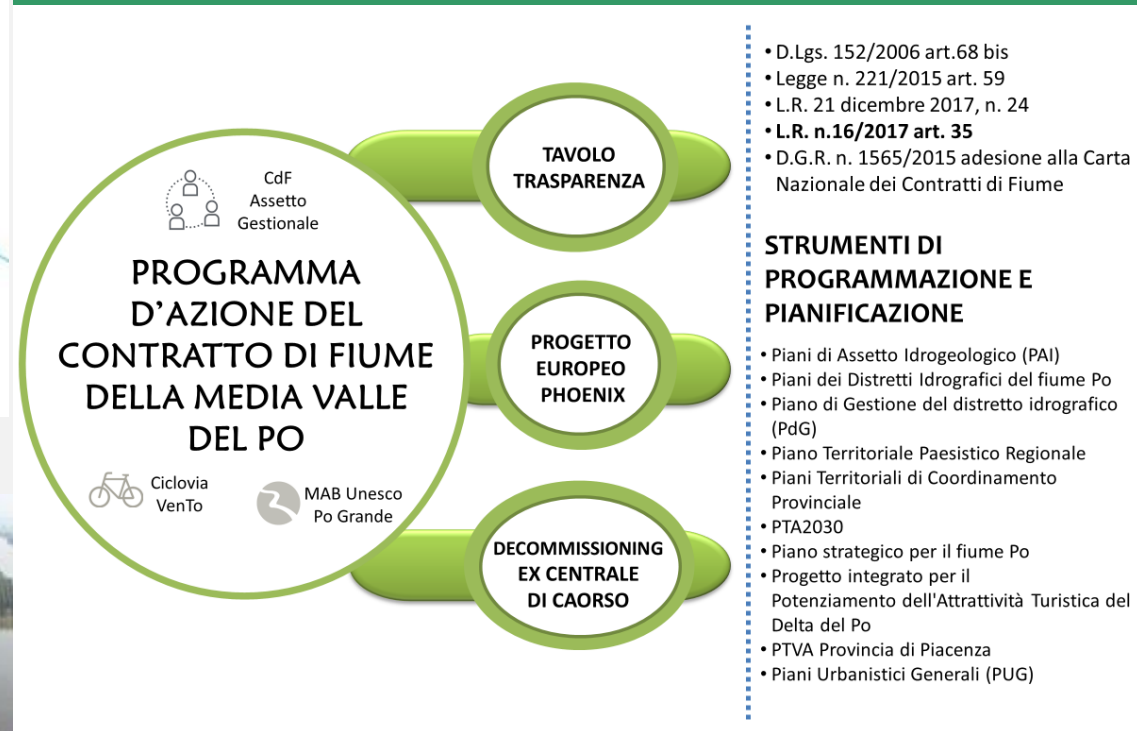 CdF
Assetto
Gestionale
PROGRAMMA
D’AZIONE DEL
CONTRATTO DI FIUME
DELLA MEDIA VALLE
DEL PO
Ciclovia
VenTo
MAB Unesco
Po Grande
TAVOLO
TRASPARENZA
PROGETTO
EUROPEO
PHOENIX
DECOMMISSIONING
EX CENTRALE
DI CAORSO
• D.Lgs. 152/2006 art.68 bis
• Legge n. 221/2015 art. 59
• L.R. 21 dicembre 2017, n. 24
• L.R. n.16/2017 art. 35
• D.G.R. n. 1565/2015 adesione alla Carta
Nazionale dei Contratti di Fiume
STRUMENTI DI
PROGRAMMAZIONE E
PIANIFICAZIONE
• Piani di Assetto Idrogeologico (PAI)
• Piani dei Distretti Idrografici del fiume Po
• Piano di Gestione del distretto idrografico
(PdG)
• Piano Territoriale Paesistico Regionale
• Piani Territoriali di Coordinamento
Provinciale
• PTA2030
• Piano strategico per il fiume Po
• Progetto integrato per il
Potenziamento dell'Attrattività Turistica del
Delta del Po
• PTVA Provincia di Piacenza
• Piani Urbanistici Generali (PUG)